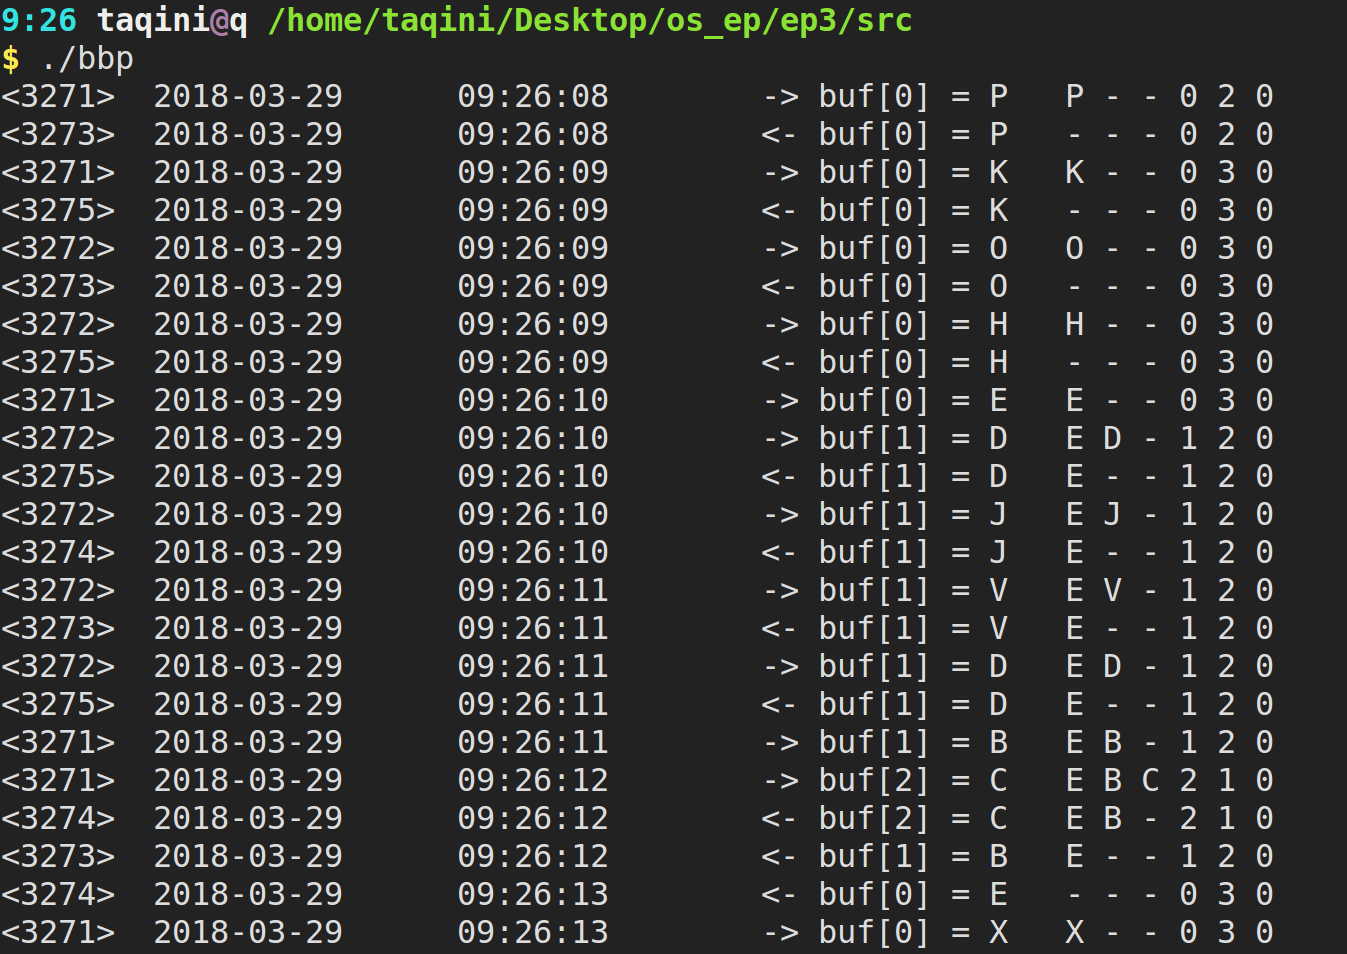 9:26 taqini@q /home/taqini/Desktop/os_ep/ep3/src
$ ./bbp
<3271>  2018-03-29      09:26:08        -> buf[0] = P   P - - 0 2 0
<3273>  2018-03-29      09:26:08        <- buf[0] = P   - - - 0 2 0
<3271>  2018-03-29      09:26:09        -> buf[0] = K   K - - 0 3 0
<3275>  2018-03-29      09:26:09        <- buf[0] = K   - - - 0 3 0
<3272>  2018-03-29      09:26:09        -> buf[0] = O   O - - 0 3 0
<3273>  2018-03-29      09:26:09        <- buf[0] = O   - - - 0 3 0
<3272>  2018-03-29      09:26:09        -> buf[0] = H   H - - 0 3 0
<3275>  2018-03-29      09:26:09        <- buf[0] = H   - - - 0 3 0
<3271>  2018-03-29      09:26:10        -> buf[0] = E   E - - 0 3 0
<3272>  2018-03-29      09:26:10        -> buf[1] = D   E D - 1 2 0
<3275>  2018-03-29      09:26:10        <- buf[1] = D   E - - 1 2 0
<3272>  2018-03-29      09:26:10        -> buf[1] = J   E J - 1 2 0
<3274>  2018-03-29      09:26:10        <- buf[1] = J   E - - 1 2 0
<3272>  2018-03-29      09:26:11        -> buf[1] = V   E V - 1 2 0
<3273>  2018-03-29      09:26:11        <- buf[1] = V   E - - 1 2 0
<3272>  2018-03-29      09:26:11        -> buf[1] = D   E D - 1 2 0
<3275>  2018-03-29      09:26:11        <- buf[1] = D   E - - 1 2 0
<3271>  2018-03-29      09:26:11        -> buf[1] = B   E B - 1 2 0
<3271>  2018-03-29      09:26:12        -> buf[2] = C   E B C 2 1 0
<3274>  2018-03-29      09:26:12        <- buf[2] = C   E B - 2 1 0
<3273>  2018-03-29      09:26:12        <- buf[1] = B   E - - 1 2 0
<3274>  2018-03-29      09:26:13        <- buf[0] = E   - - - 0 3 0
<3271>  2018-03-29      09:26:13        -> buf[0] = X   X - - 0 3 0